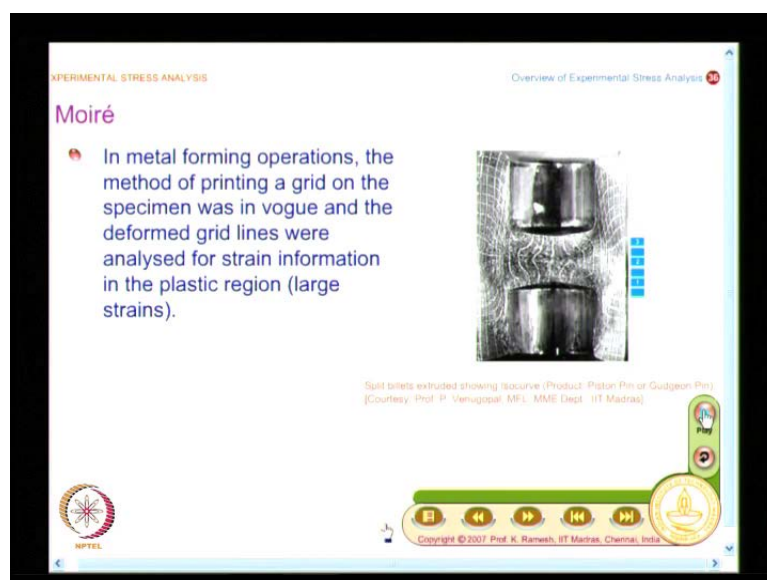 XPERIMENTAL STRESS ANALYSIS
Overview of Experimental Stress Analysis 36
Moiré
In metal forming operations, the
method of printing a grid on the
specimen was in vogue and the
deformed grid lines were
analysed for strain information
in the plastic region (large
strains).
Split billets extruded showing Isocurve (Product: Piston Pin or Gudgeon Pin)
[Courtesy: Prof. P. Venugopal, MFL, MME Dept., IIT Madras]
Play
NPTEL
Copyright © 2007 Prof. K. Ramesh, IIT Madras, Chennai, India